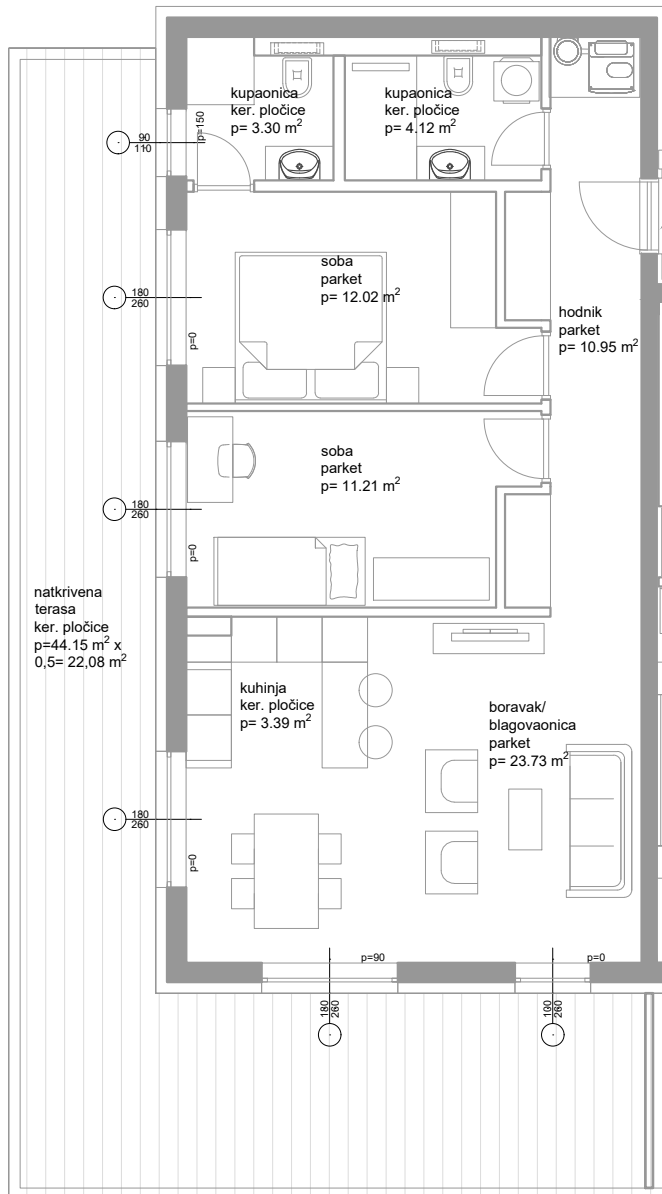 kupaonica
ker. pločice
p= 3.30 m²
kupaonica
ker. pločice
p= 4.12 m²
p=150
90
110
soba
parket
p= 12.02 m²
180
260
p=0
hodnik
parket
p= 10.95 m²
soba
parket
p= 11.21 m²
180
260
p=0
natkrivena
terasa
ker. pločice
p=44.15 m² x
0,5= 22,08 m²
kuhinja
ker. pločice
p= 3.39 m²
boravak/
blagovaonica
parket
p= 23.73 m²
180
260
p=0
p=90
p=0
180
260
100
260